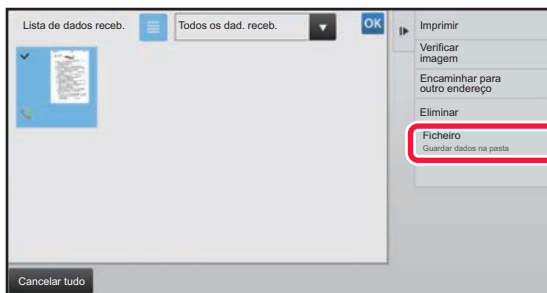 Lista de dados receb.
Todos os dad. receb.
OK
Imprimir
Verificar
imagem
Encaminhar para
outro endereço
Eliminar
Ficheiro
Guardar dados na pasta
Cancelar tudo